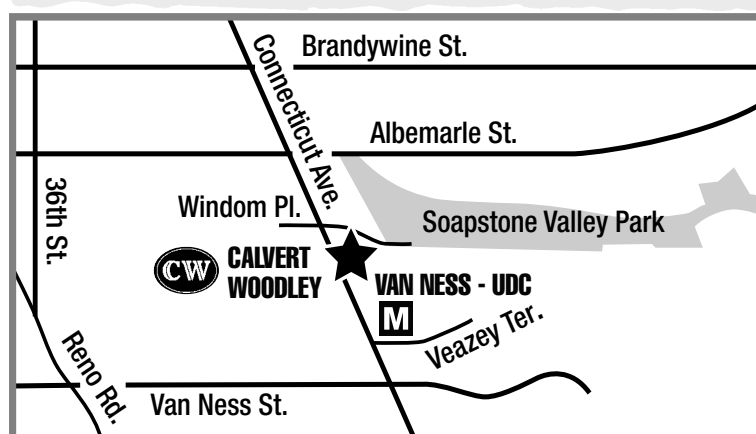 Brandywine St.
Connecticut Ave.
Albemarle St.
36th St.
Windom Pl.
Soapstone Valley Park
CW
CALVERT
WOODLEY
VAN NESS - UDC
M
Veazey Ter.
Reno Rd.
Van Ness St.